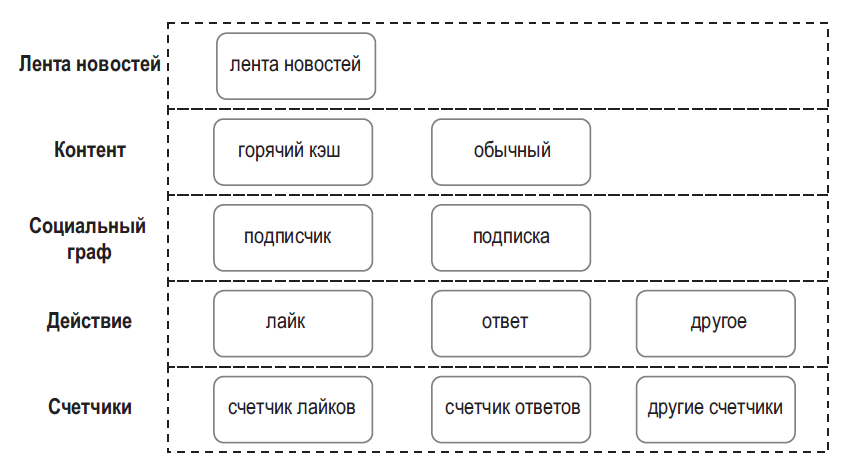 Лента новостей
лента новостей
Контент
горячий кэш
обычный
Социальный
граф
подписчик
подписка
Действие
лайк
ответ
другое
Счетчики
счетчик лайков
счетчик ответов
другие счетчики